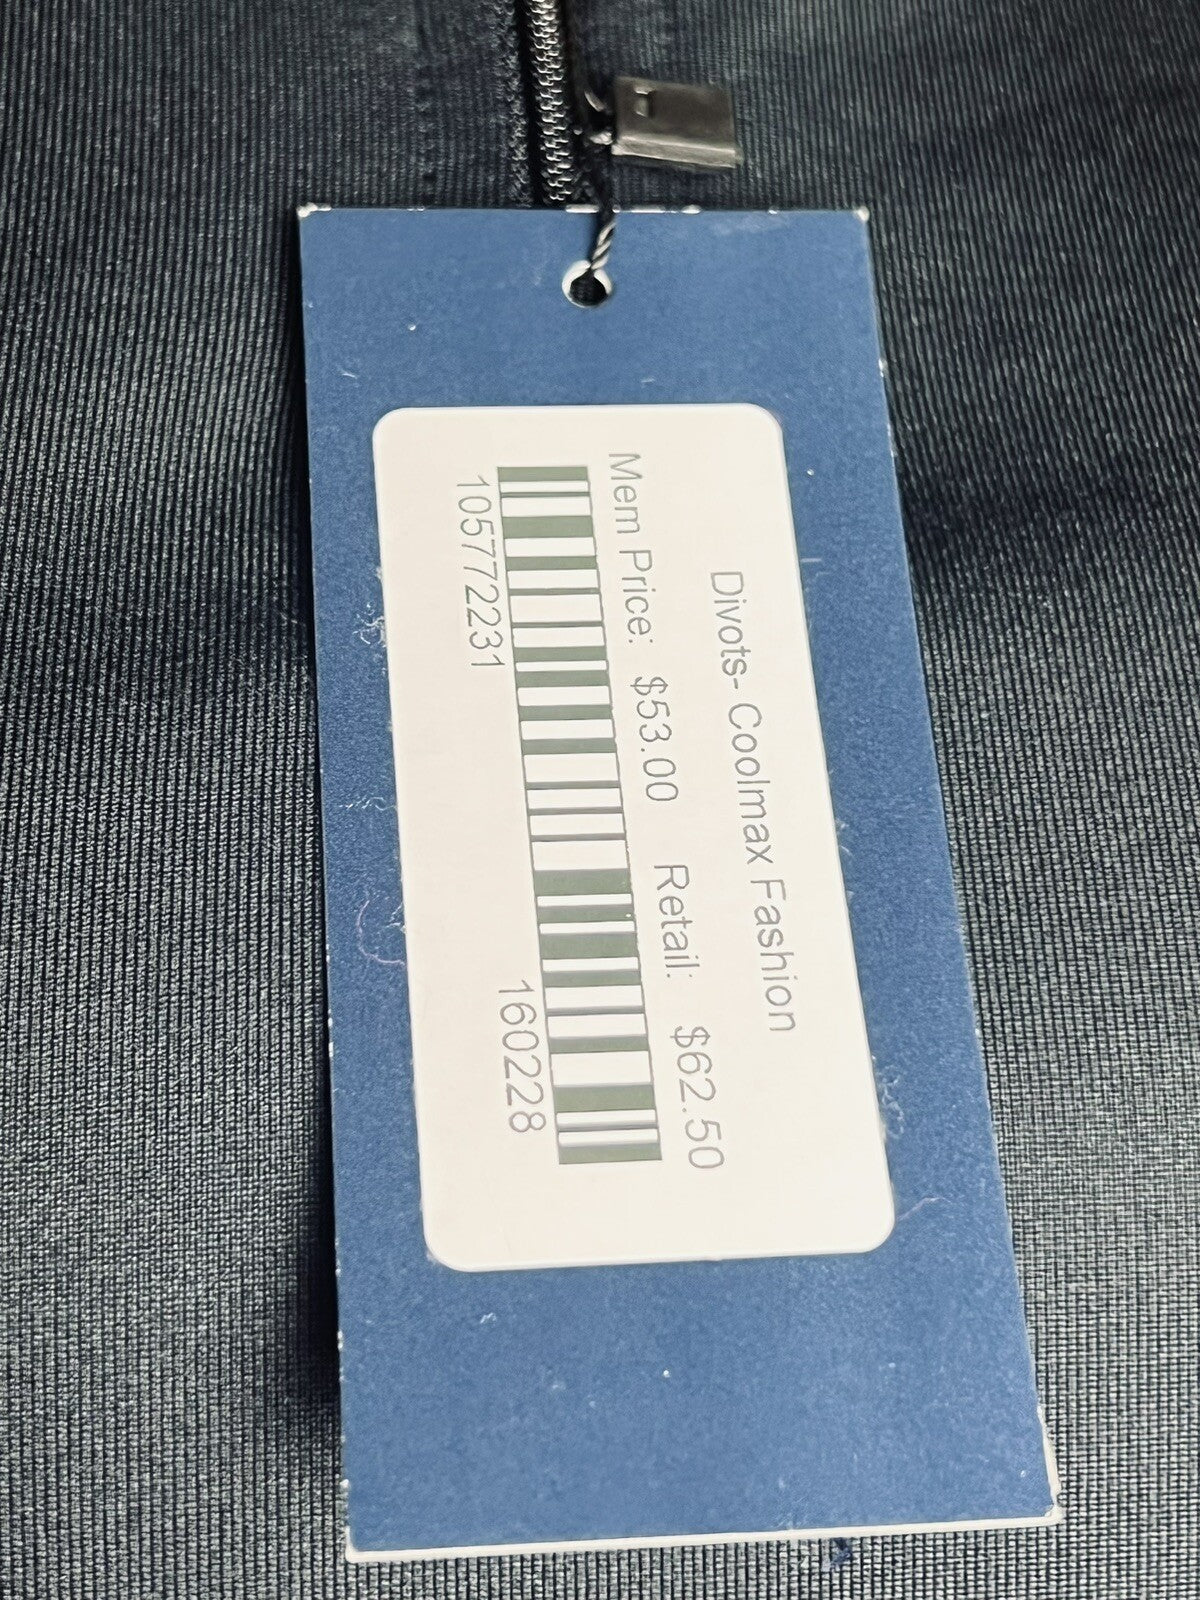 Divots- Coolmax Fashion
Mem Price: $53.00 Retail: $62.50
105772231 160228